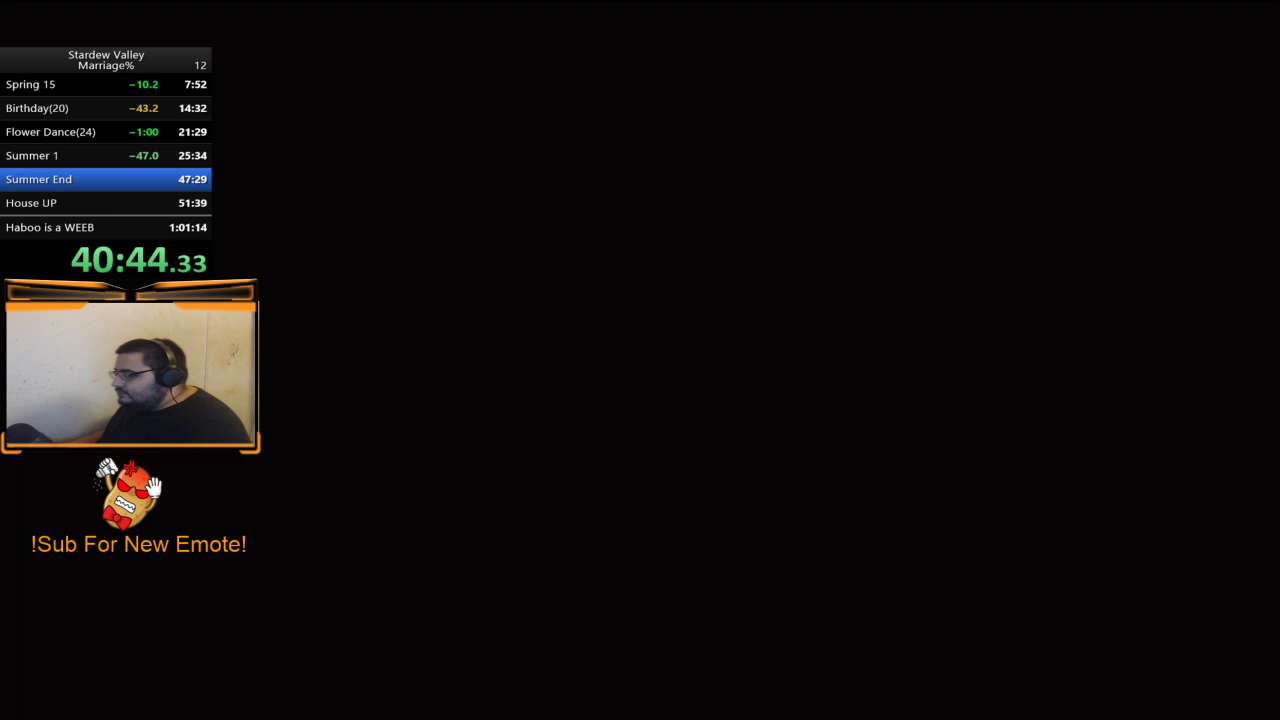 Stardew Valley
Marriage% 12
Spring 15 −10.2 7:52
Birthday(20) −43.2 14:32
Flower Dance(24) −1:00 21:29
Summer 1 −47.0 25:34
Summer End 47:29
House UP 51:39
Haboo is a WEEB 1:01:14
40:44.33
!Sub For New Emote!